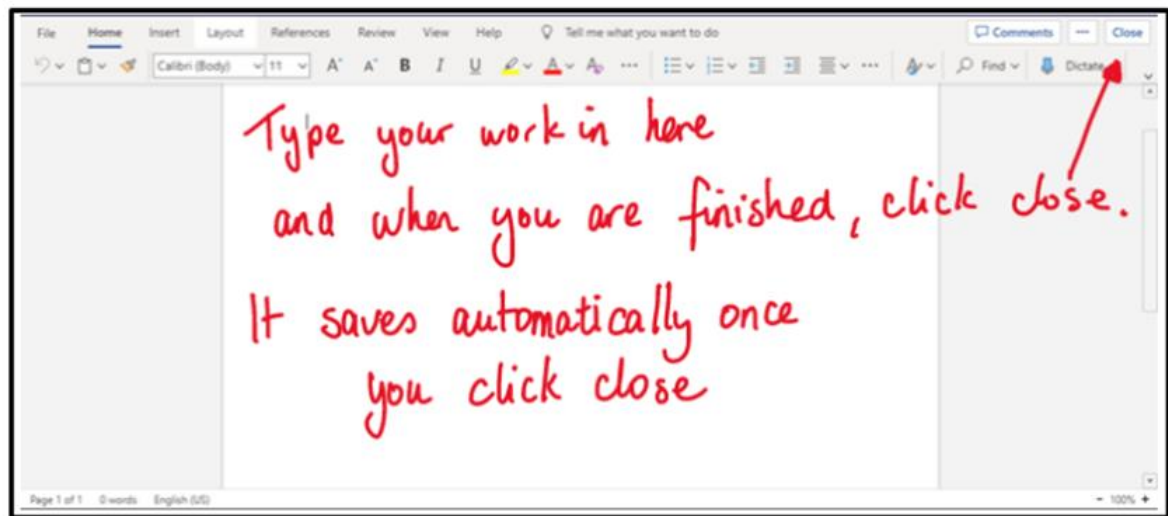 File Home Insert Layout References Review View Help Tell me what you want to do Comments Close
Calibri (Body) 11 A A B I U A A Find Dictate
Type your work in here
and when you are finished, click close.
It saves automatically once
you click close
Page 1 of 1 0 words English (US) - 100% +